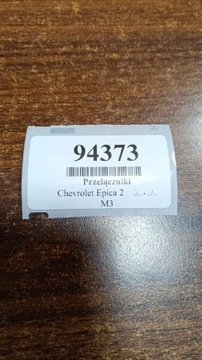 94373
Przełączniki
Chevrolet Epica 2
M3